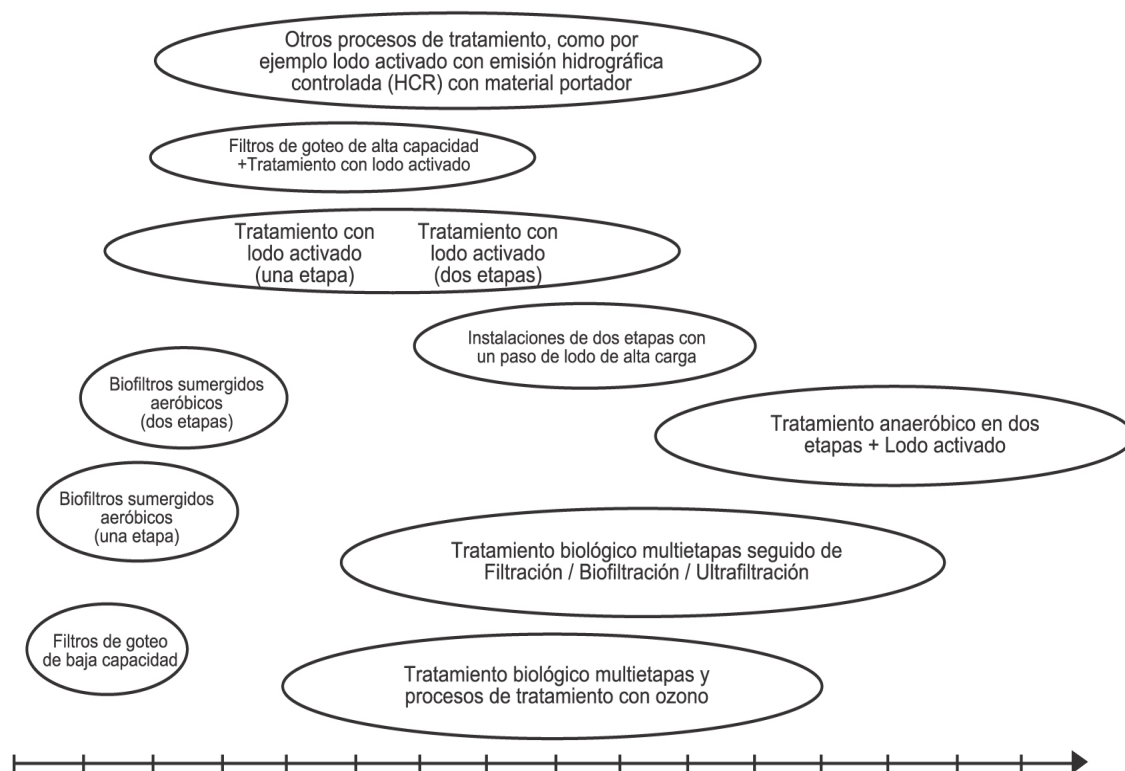 Otros procesos de tratamiento, como por
ejemplo lodo activado con emisión hidrográfica
controlada (HCR) con material portador
Filtros de goteo de alta capacidad
+Tratamiento con lodo activado
Tratamiento con
lodo activado
(una etapa)
Tratamiento con
lodo activado
(dos etapas)
Instalaciones de dos etapas con
un paso de lodo de alta carga
Biofiltros sumergidos
aeróbicos
(dos etapas)
Tratamiento anaeróbico en dos
etapas + Lodo activado
Biofiltros sumergidos
aeróbicos
(una etapa)
Tratamiento biológico multietapas seguido de
Filtración / Biofiltración / Ultrafiltración
Filtros de goteo
de baja capacidad
Tratamiento biológico multietapas y
procesos de tratamiento con ozono